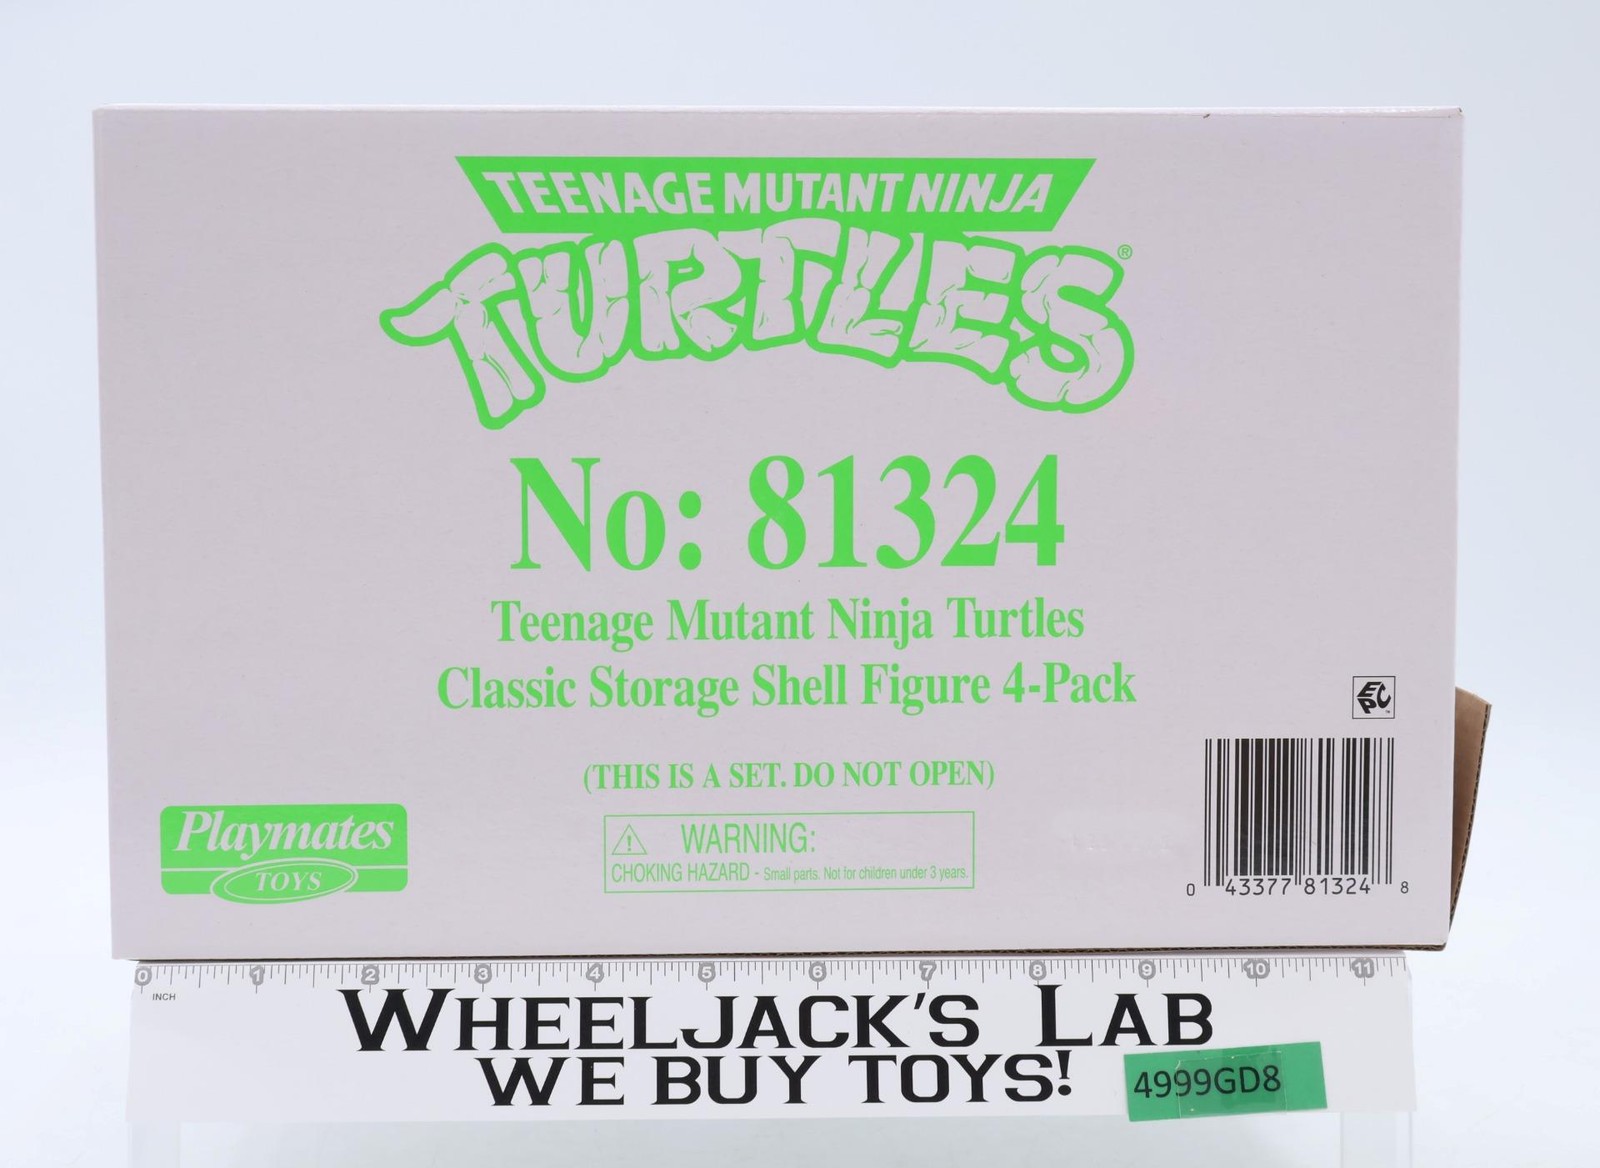 TEENAGE MUTANT NINJA
TURTLES®
No: 81324
Teenage Mutant Ninja Turtles
Classic Storage Shell Figure 4-Pack
(THIS IS A SET. DO NOT OPEN)
Playmates
TOYS
WARNING:
CHOKING HAZARD - Small parts. Not for children under 3 years.
EPC™
0 43377 81324 8
0 1 2 3 4 5 6 7 8 9 10 11
INCH
WHEELJACK'S LAB
WE BUY TOYS!
4999GD8